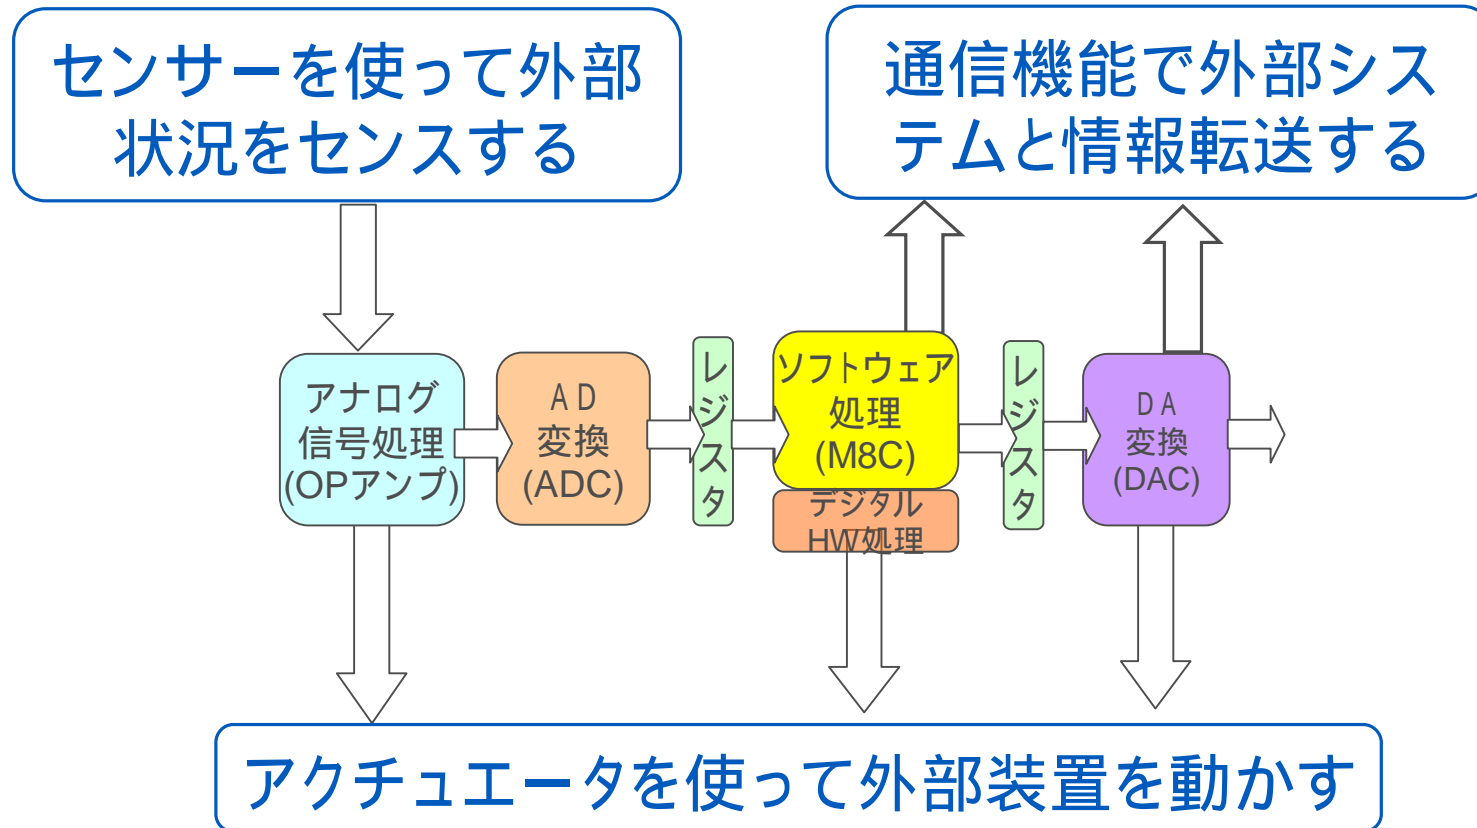 センサーを使って外部
状況をセンスする
通信機能で外部シス
テムと情報転送する
アナログ
信号処理
(OPアンプ)
ＡＤ
変換
(ADC)
レジスタ
ソフトウェア
処理
(M8C)
デジタル
HW処理
レジスタ
ＤＡ
変換
(DAC)
アクチュエータを使って外部装置を動かす